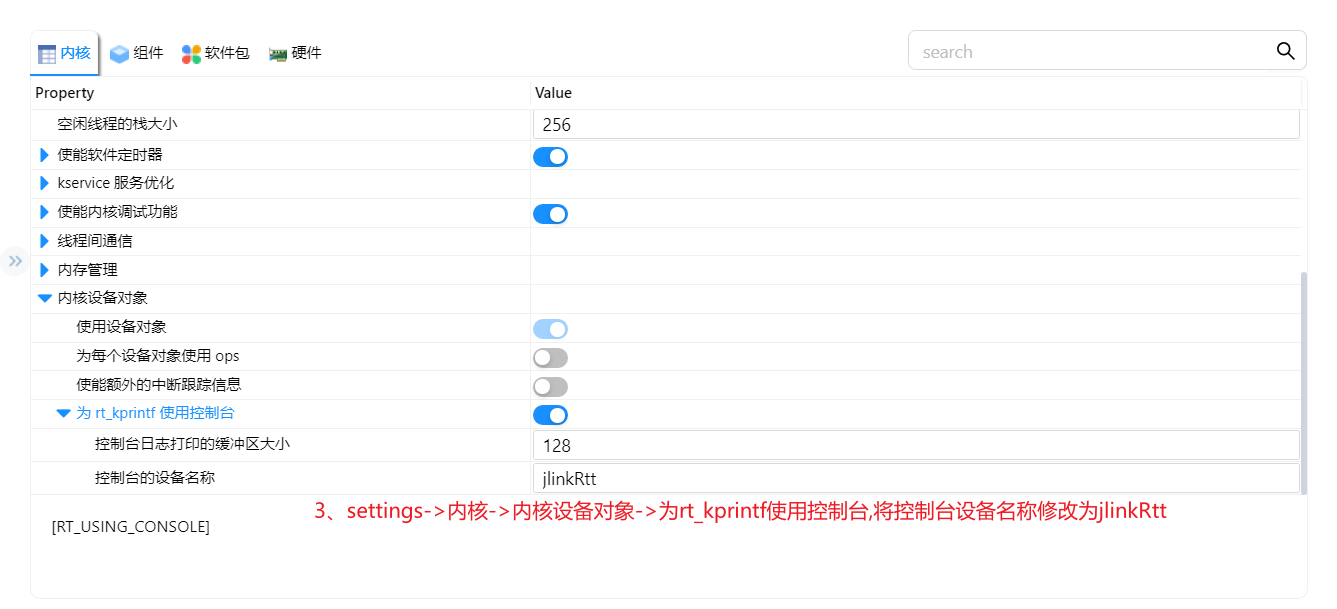 内核 组件 软件包 硬件 search
Property Value
空闲线程的栈大小 256
使能软件定时器
kservice 服务优化
使能内核调试功能
线程间通信
内存管理
内核设备对象
使用设备对象
为每个设备对象使用 ops
使能额外的中断跟踪信息
为 rt_kprintf 使用控制台
控制台日志打印的缓冲区大小 128
控制台的设备名称 jlinkRtt
3、settings->内核->内核设备对象->为rt_kprintf使用控制台,将控制台设备名称修改为jlinkRtt
[RT_USING_CONSOLE]